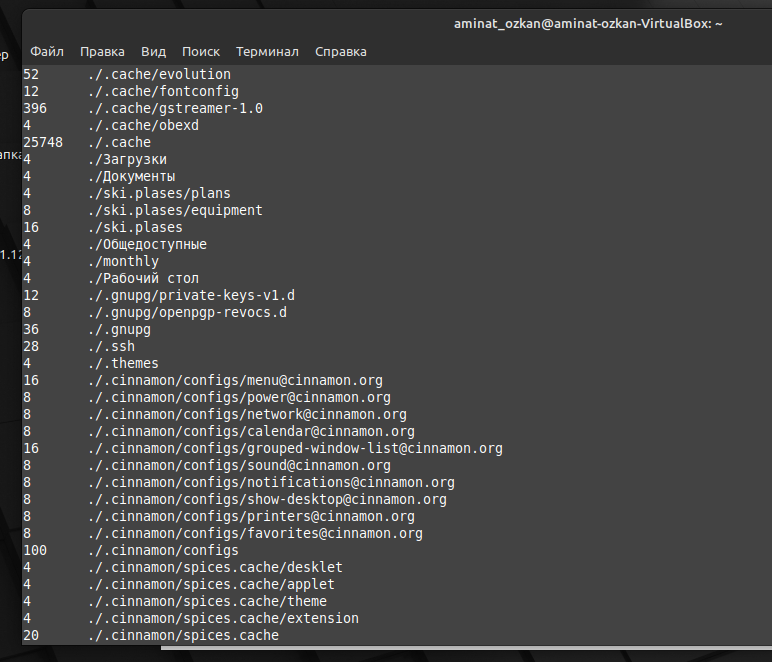 aminat_ozkan@aminat-ozkan-VirtualBox: ~
Файл Правка Вид Поиск Терминал Справка
52 ./.cache/evolution
12 ./.cache/fontconfig
396 ./.cache/gstreamer-1.0
4 ./.cache/obexd
25748 ./.cache
4 ./Загрузки
4 ./Документы
4 ./ski.plases/plans
8 ./ski.plases/equipment
16 ./ski.plases
4 ./Общедоступные
4 ./monthly
4 ./Рабочий стол
12 ./.gnupg/private-keys-v1.d
8 ./.gnupg/openpgp-revocs.d
36 ./.gnupg
28 ./.ssh
4 ./.themes
16 ./.cinnamon/configs/menu@cinnamon.org
8 ./.cinnamon/configs/power@cinnamon.org
8 ./.cinnamon/configs/network@cinnamon.org
8 ./.cinnamon/configs/calendar@cinnamon.org
16 ./.cinnamon/configs/grouped-window-list@cinnamon.org
8 ./.cinnamon/configs/sound@cinnamon.org
8 ./.cinnamon/configs/notifications@cinnamon.org
8 ./.cinnamon/configs/show-desktop@cinnamon.org
8 ./.cinnamon/configs/printers@cinnamon.org
8 ./.cinnamon/configs/favorites@cinnamon.org
100 ./.cinnamon/configs
4 ./.cinnamon/spices.cache/desklet
4 ./.cinnamon/spices.cache/applet
4 ./.cinnamon/spices.cache/theme
4 ./.cinnamon/spices.cache/extension
20 ./.cinnamon/spices.cache